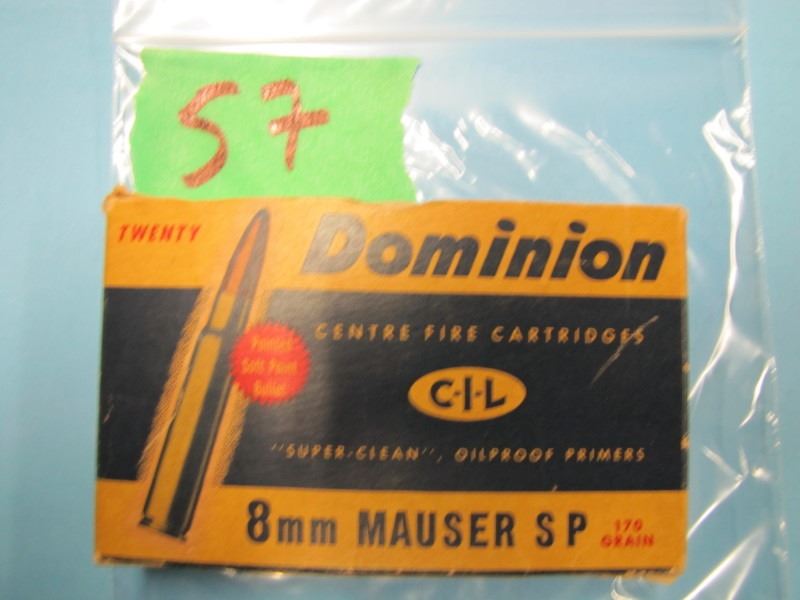 57
TWENTY
Dominion
CENTRE FIRE CARTRIDGES
Pointed
Soft Point
Bullet
C-I-L
"SUPER-CLEAN", OILPROOF PRIMERS
8mm MAUSER SP
170
GRAIN